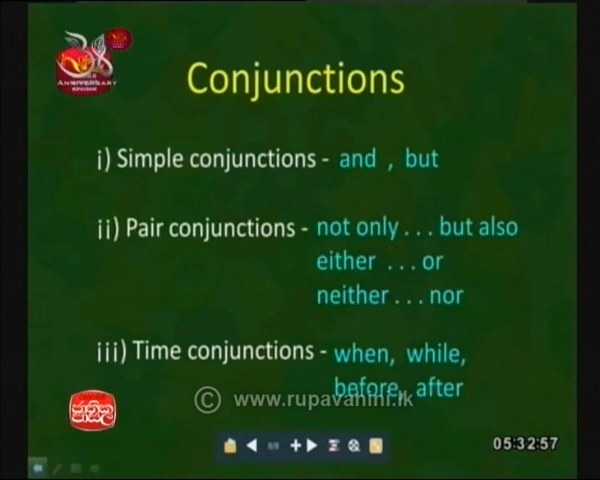 ANNIVERSARY
Conjunctions
i) Simple conjunctions - and , but
ii) Pair conjunctions - not only . . . but also
either . . . or
neither . . . nor
iii) Time conjunctions - when, while,
before, after
© www.rupavahini.lk
05:32:57